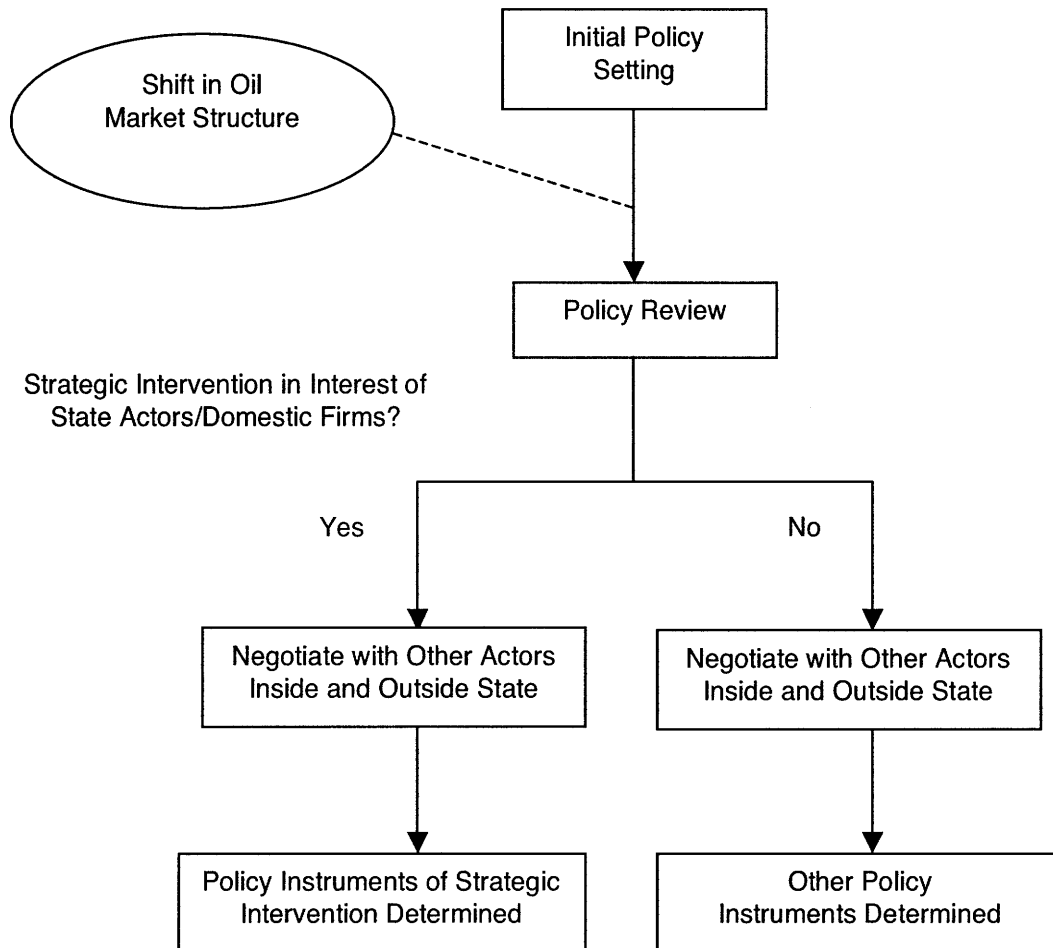 Initial Policy
Setting
Shift in Oil
Market Structure
Policy Review
Strategic Intervention in Interest of
State Actors/Domestic Firms?
Yes
No
Negotiate with Other Actors
Inside and Outside State
Negotiate with Other Actors
Inside and Outside State
Policy Instruments of Strategic
Intervention Determined
Other Policy
Instruments Determined